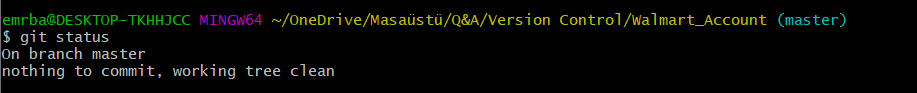 emrba@DESKTOP-TKHHJCC MINGW64 ~/OneDrive/Masaüstü/Q&A/Version Control/Walmart_Account (master)
$ git status
On branch master
nothing to commit, working tree clean